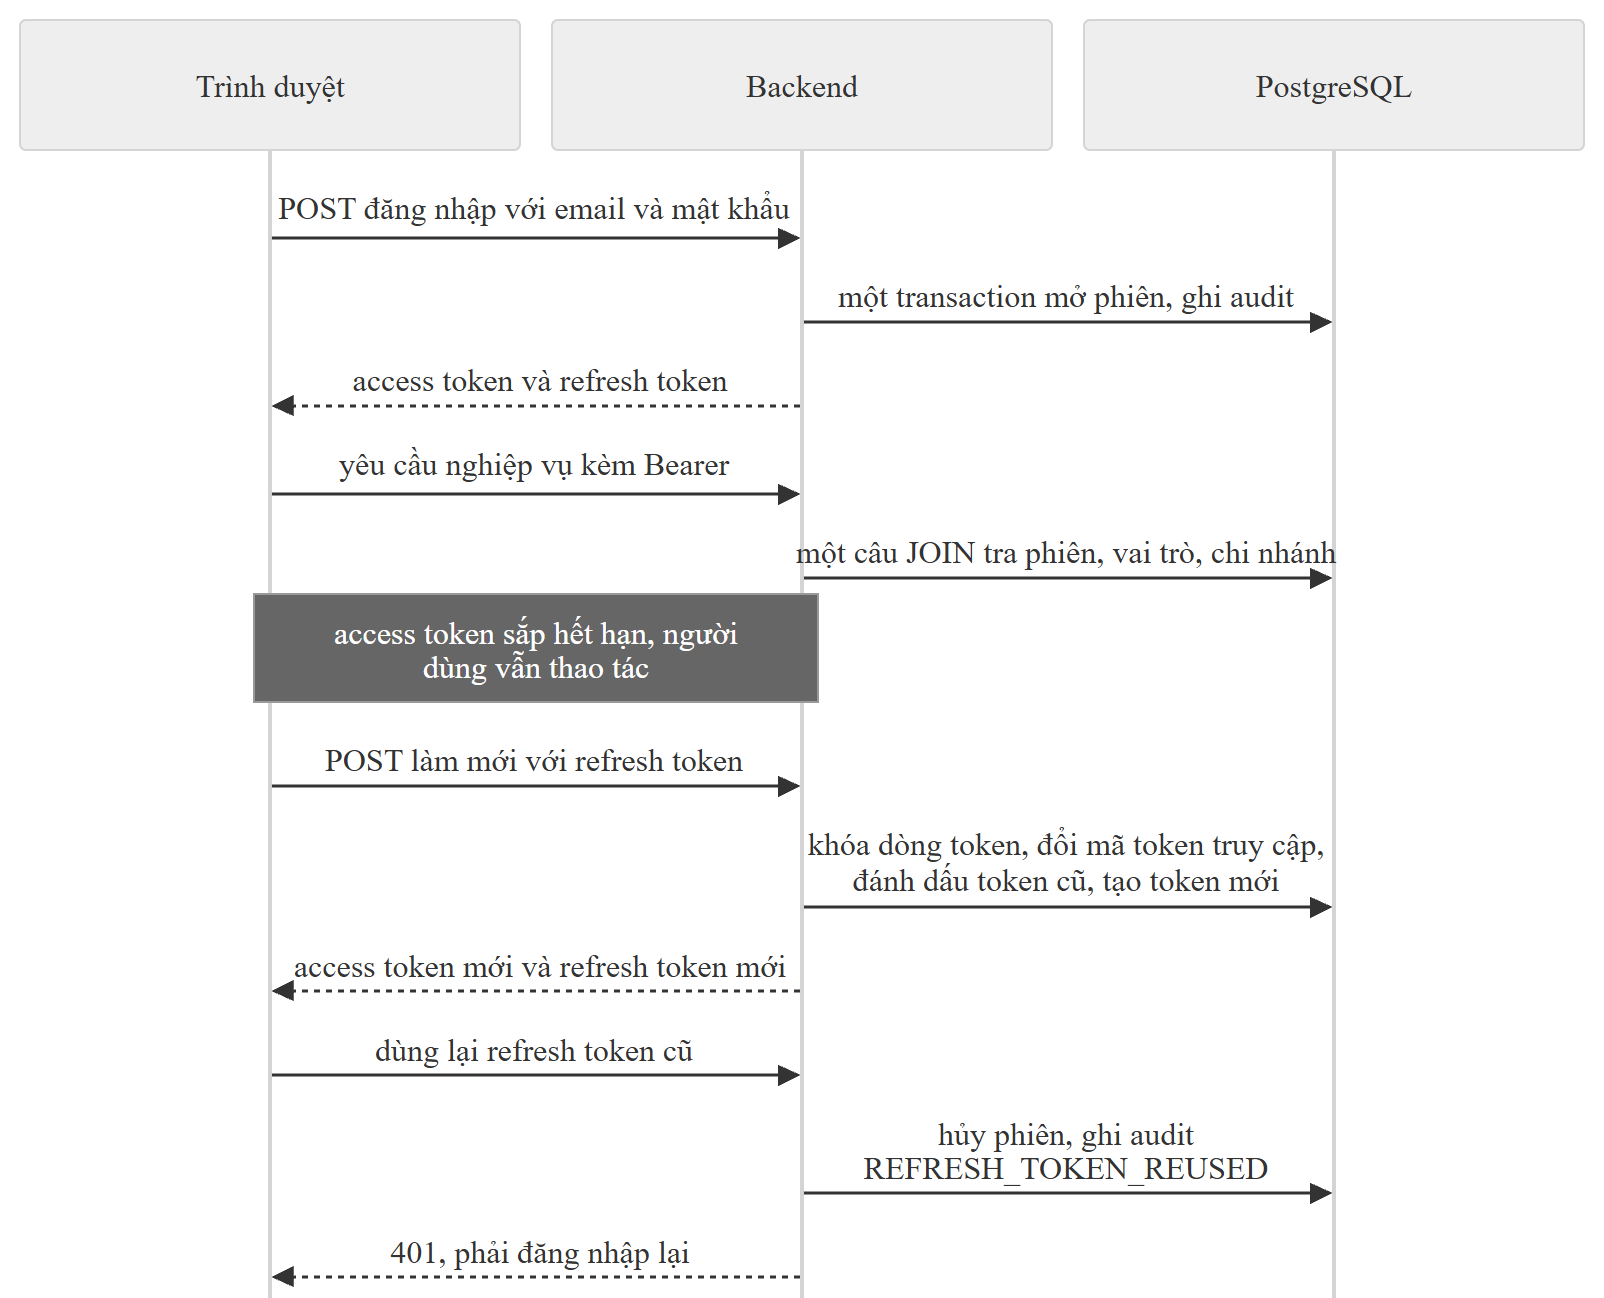 Trình duyệt
Backend
PostgreSQL
POST đăng nhập với email và mật khẩu
một transaction mở phiên, ghi audit
access token và refresh token
yêu cầu nghiệp vụ kèm Bearer
một câu JOIN tra phiên, vai trò, chi nhánh
access token sắp hết hạn, người
dùng vẫn thao tác
POST làm mới với refresh token
khóa dòng token, đổi mã token truy cập,
đánh dấu token cũ, tạo token mới
access token mới và refresh token mới
dùng lại refresh token cũ
hủy phiên, ghi audit
REFRESH_TOKEN_REUSED
401, phải đăng nhập lại